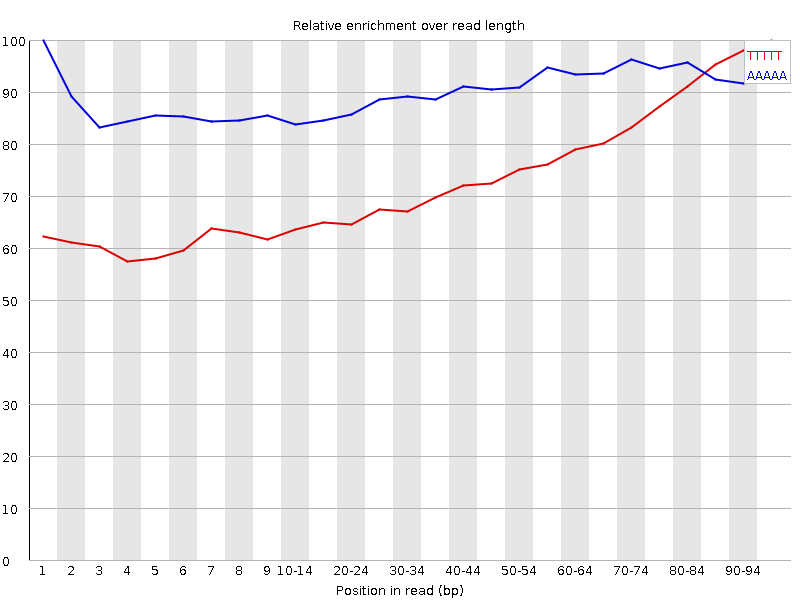 Relative enrichment over read length
100
90
80
70
60
50
40
30
20
10
0
TTTTT
AAAAA
1 2 3 4 5 6 7 8 9 10-14 20-24 30-34 40-44 50-54 60-64 70-74 80-84 90-94
Position in read (bp)